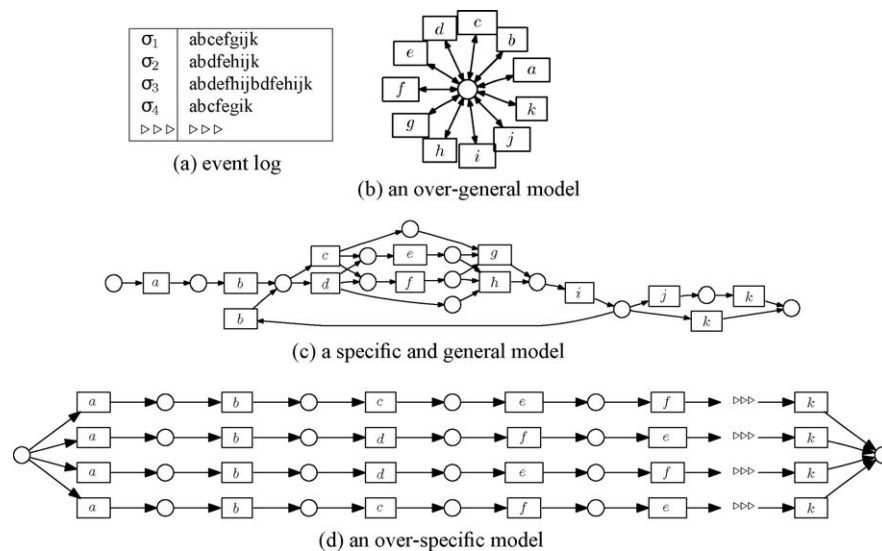 σ1 abcefgijk
σ2 abdfehijk
σ3 abdefhijbdfehijk
σ4 abcfegik
▷▷▷ ▷▷▷
(a) event log
c
d
b
e
a
f
k
g
j
h
i
(b) an over-general model
c e g
a b d f h
i j k
b k
(c) a specific and general model
a b c e f ▷▷▷ k
a b d f e ▷▷▷ k
a b d e f ▷▷▷ k
a b c f e ▷▷▷ k
(d) an over-specific model